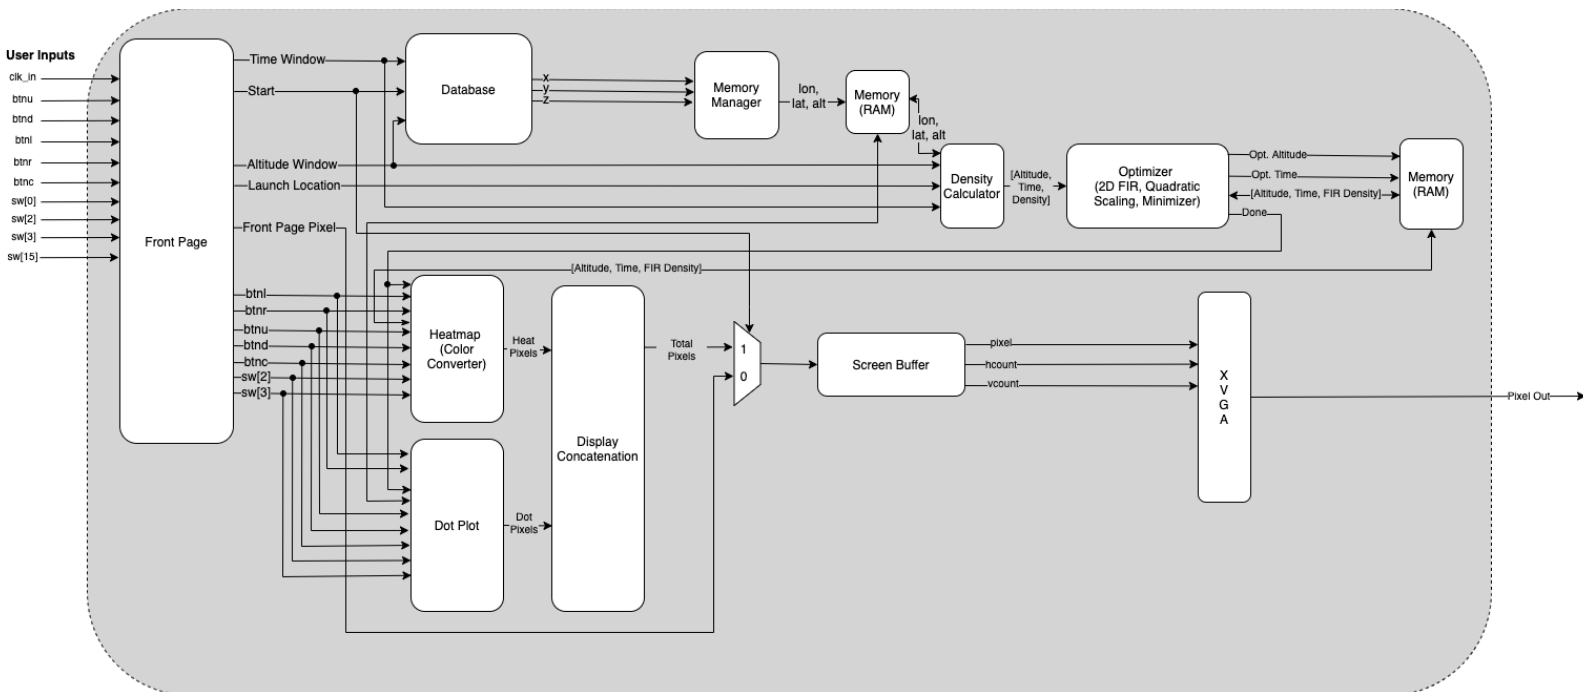 User Inputs
clk_in
btnu
btnd
btnl
btnr
btnc
sw[0]
sw[2]
sw[3]
sw[15]
Front Page
Time Window
Start
Altitude Window
Launch Location
Front Page Pixel
btnl
btnr
btnu
btnd
btnc
sw[2]
sw[3]
Database
x
y
z
Memory
Manager
lon,
lat, alt
Memory
(RAM)
lon,
lat, alt
Density
Calculator
[Altitude,
Time,
Density]
Optimizer
(2D FIR, Quadratic
Scaling, Minimizer)
Opt. Altitude
Opt. Time
[Altitude, Time, FIR Density]
Done
Memory
(RAM)
[Altitude, Time, FIR Density]
Heatmap
(Color
Converter)
Heat
Pixels
Dot Plot
Dot
Pixels
Display
Concatenation
Total
Pixels
1
0
Screen Buffer
pixel
hcount
vcount
X
V
G
A
Pixel Out